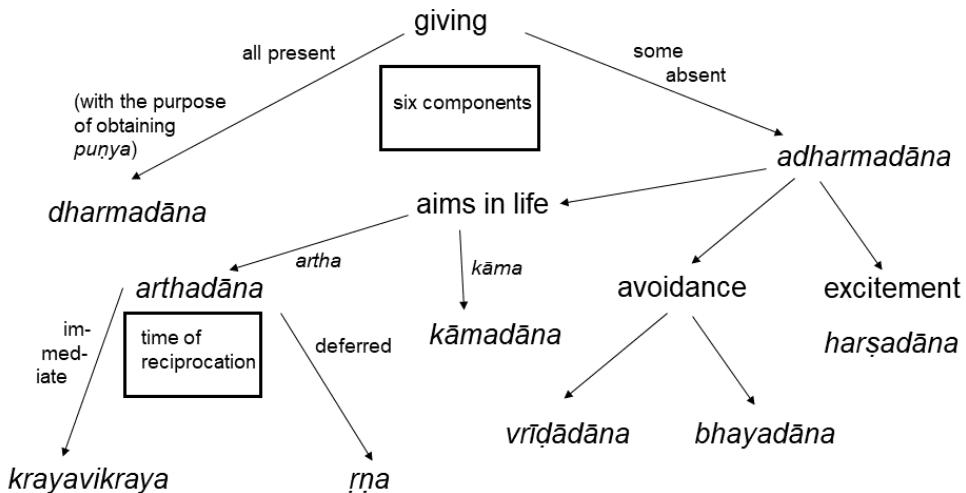 giving
all present
some
absent
six components
(with the purpose
of obtaining
puṇya)
adharmadāna
dharmadāna
aims in life
artha
kāma
arthadāna
avoidance
excitement
im-
med-
iate
time of
reciprocation
deferred
kāmadāna
harṣadāna
vrīḍādāna
bhayadāna
krayavikraya
ṛṇa